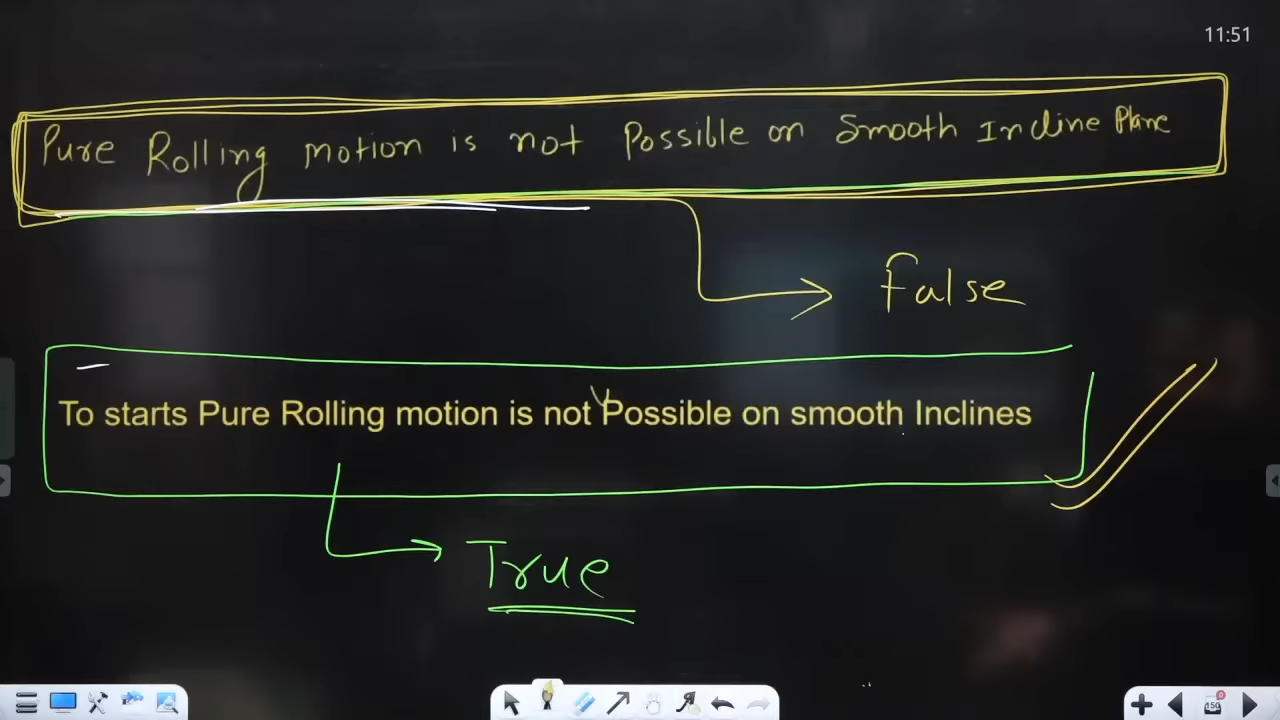 11:51
Pure Rolling motion is not Possible on Smooth Incline Plane
False
To starts Pure Rolling motion is not Possible on smooth Inclines
True
150